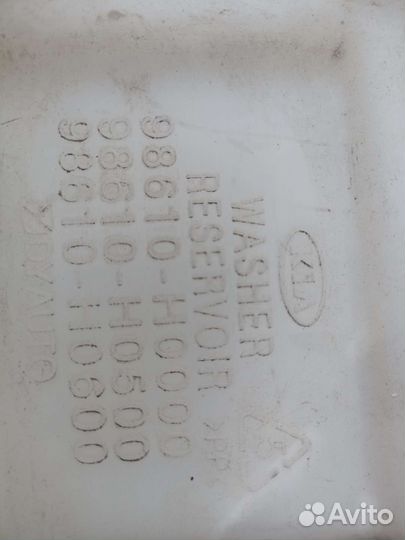 KIA
WASHER
RESERVOIR
98610-H0000
98610-H0500
98610-H0600
DYAUTO
>PP<
Avito